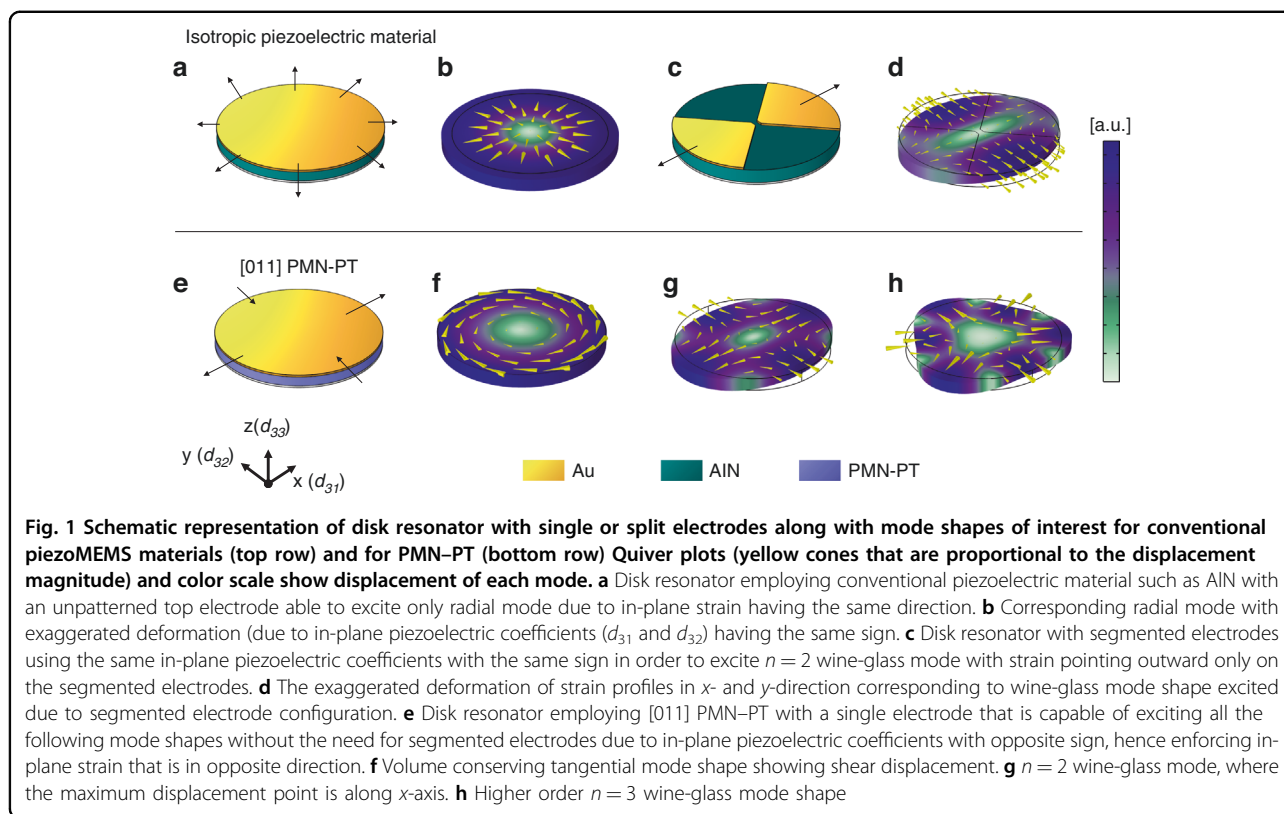 Isotropic piezoelectric material
a
b
c
d
[a.u.]
[011] PMN-PT
e
f
g
h
z(d33)
y (d32)
x (d31)
Au
AlN
PMN-PT
Fig. 1 Schematic representation of disk resonator with single or split electrodes along with mode shapes of interest for conventional
piezoMEMS materials (top row) and for PMN–PT (bottom row) Quiver plots (yellow cones that are proportional to the displacement
magnitude) and color scale show displacement of each mode. a Disk resonator employing conventional piezoelectric material such as AlN with
an unpatterned top electrode able to excite only radial mode due to in-plane strain having the same direction. b Corresponding radial mode with
exaggerated deformation (due to in-plane piezoelectric coefficients (d31 and d32) having the same sign. c Disk resonator with segmented electrodes
using the same in-plane piezoelectric coefficients with the same sign in order to excite n = 2 wine-glass mode with strain pointing outward only on
the segmented electrodes. d The exaggerated deformation of strain profiles in x- and y-direction corresponding to wine-glass mode shape excited
due to segmented electrode configuration. e Disk resonator employing [011] PMN–PT with a single electrode that is capable of exciting all the
following mode shapes without the need for segmented electrodes due to in-plane piezoelectric coefficients with opposite sign, hence enforcing in-
plane strain that is in opposite direction. f Volume conserving tangential mode shape showing shear displacement. g n = 2 wine-glass mode, where
the maximum displacement point is along x-axis. h Higher order n = 3 wine-glass mode shape